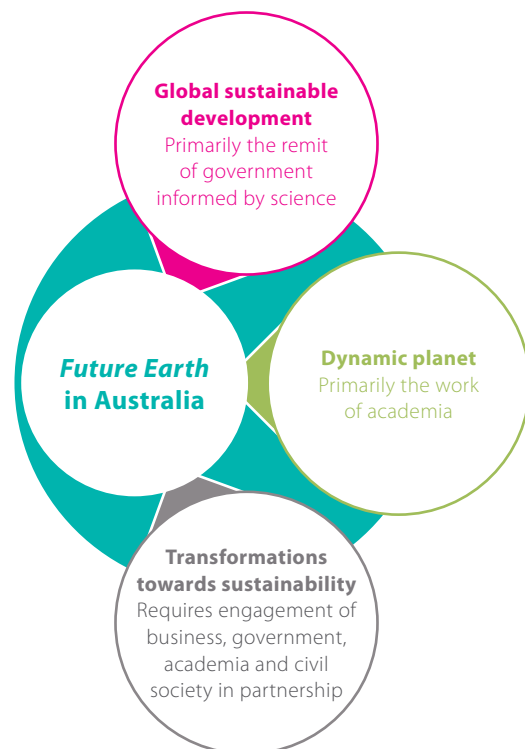 Global sustainable
development
Primarily the remit
of government
informed by science
Future Earth
in Australia
Dynamic planet
Primarily the work
of academia
Transformations
towards sustainability
Requires engagement of
business, government,
academia and civil
society in partnership